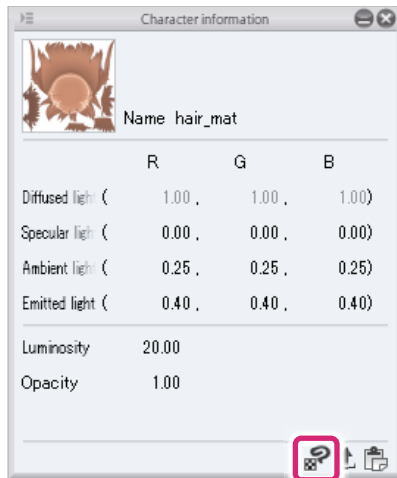 Character information
Name hair_mat
R G B
Diffused light ( 1.00 , 1.00 , 1.00)
Specular ligh ( 0.00 , 0.00 , 0.00)
Ambient light ( 0.25 , 0.25 , 0.25)
Emitted light ( 0.40 , 0.40 , 0.40)
Luminosity 20.00
Opacity 1.00